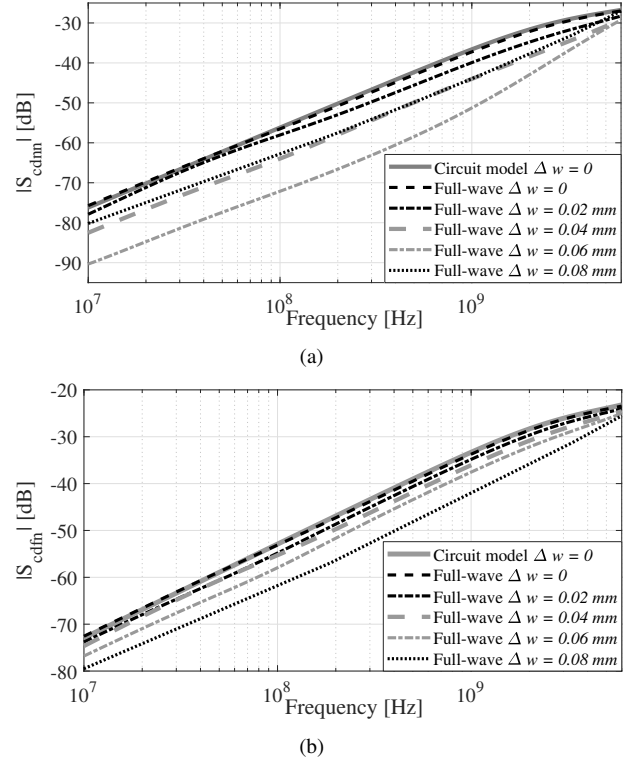 -30
-40
-50
-60
-70
-80
-90
|S_cdnn| [dB]
Circuit model Δ w = 0
Full-wave Δ w = 0
Full-wave Δ w = 0.02 mm
Full-wave Δ w = 0.04 mm
Full-wave Δ w = 0.06 mm
Full-wave Δ w = 0.08 mm
10^7 10^8 10^9
Frequency [Hz]
(a)
-20
-30
-40
-50
-60
-70
-80
|S_cdfn| [dB]
Circuit model Δ w = 0
Full-wave Δ w = 0
Full-wave Δ w = 0.02 mm
Full-wave Δ w = 0.04 mm
Full-wave Δ w = 0.06 mm
Full-wave Δ w = 0.08 mm
10^7 10^8 10^9
Frequency [Hz]
(b)